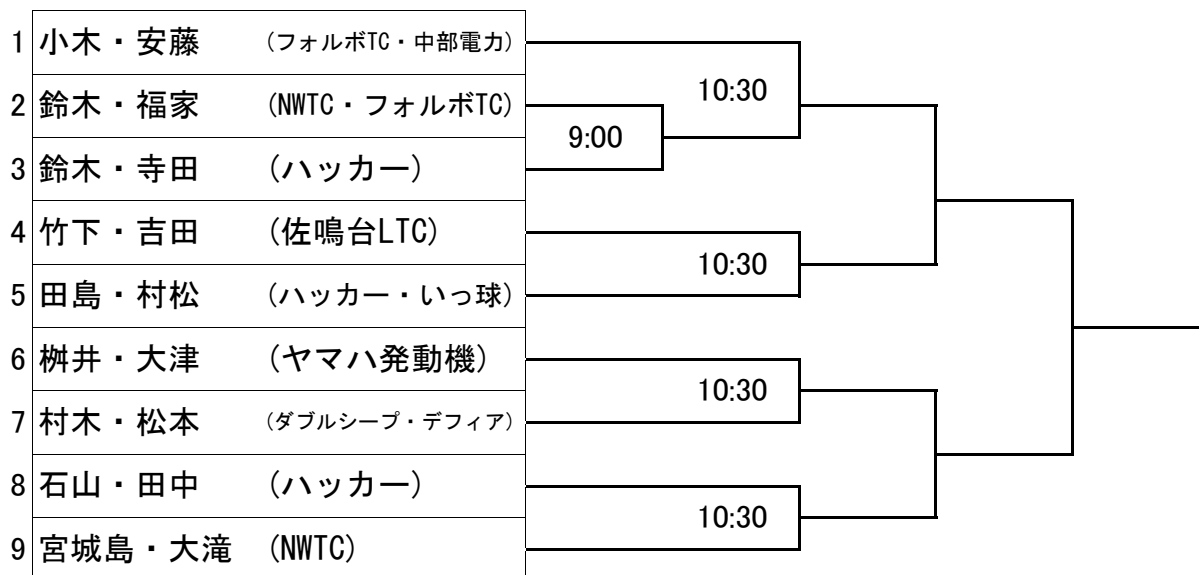 1 小木・安藤 (フォルボTC・中部電力)
10:30
2 鈴木・福家 (NWTC・フォルボTC)
9:00
3 鈴木・寺田 (ハッカー)
4 竹下・吉田 (佐鳴台LTC)
10:30
5 田島・村松 (ハッカー・いっ球)
6 桝井・大津 (ヤマハ発動機)
10:30
7 村木・松本 (ダブルシープ・デフィア)
8 石山・田中 (ハッカー)
10:30
9 宮城島・大滝 (NWTC)